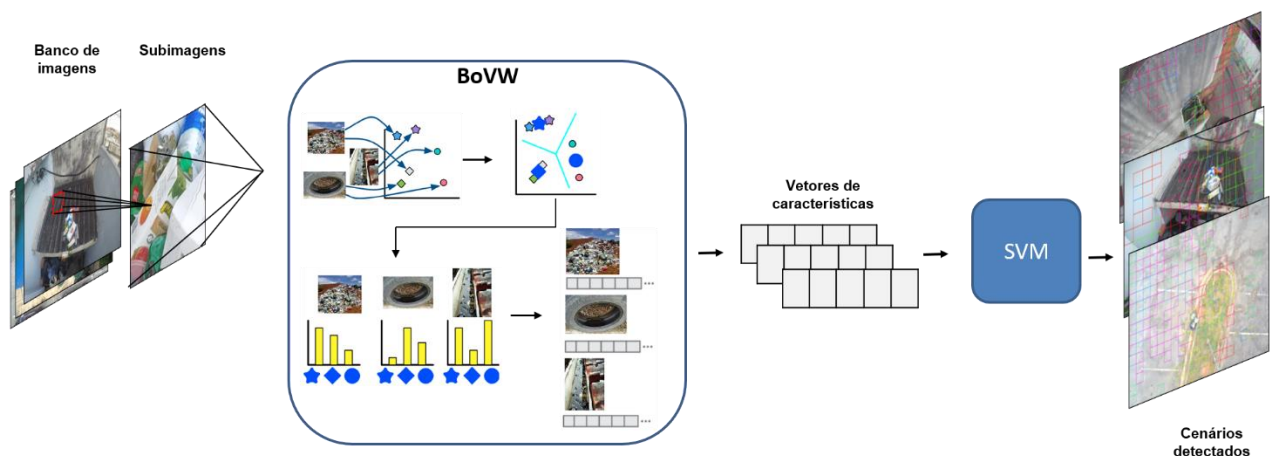 Banco de
imagens
Subimagens
BoVW
...
...
...
Vetores de
características
SVM
Cenários
detectados